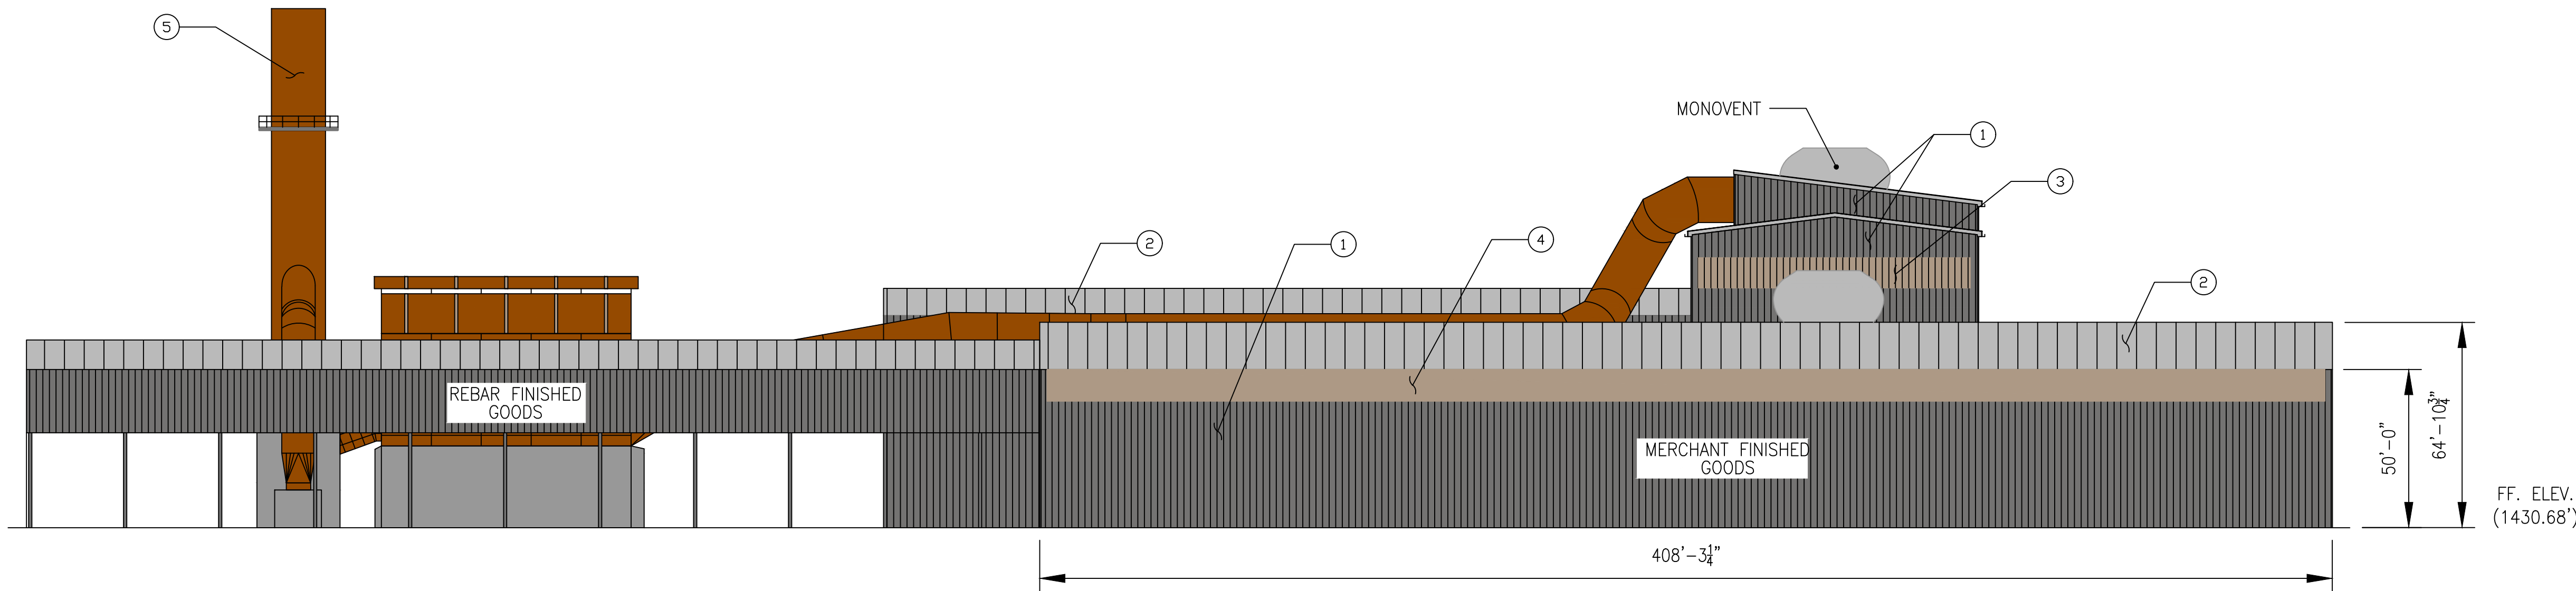 5
MONOVENT
1
3
2
1
4
2
REBAR FINISHED
GOODS
MERCHANT FINISHED
GOODS
50'-0"
64'-10¾"
FF. ELEV.
(1430.68')
408'-3¼"